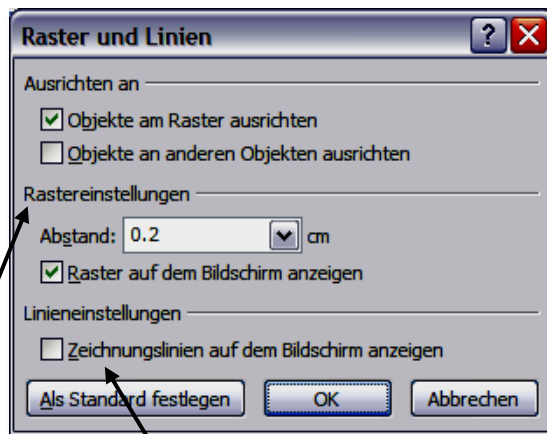 Raster und Linien
Ausrichten an
Objekte am Raster ausrichten
Objekte an anderen Objekten ausrichten
Rastereinstellungen
Abstand: 0.2 cm
Raster auf dem Bildschirm anzeigen
Linieneinstellungen
Zeichnungslinien auf dem Bildschirm anzeigen
Als Standard festlegen OK Abbrechen